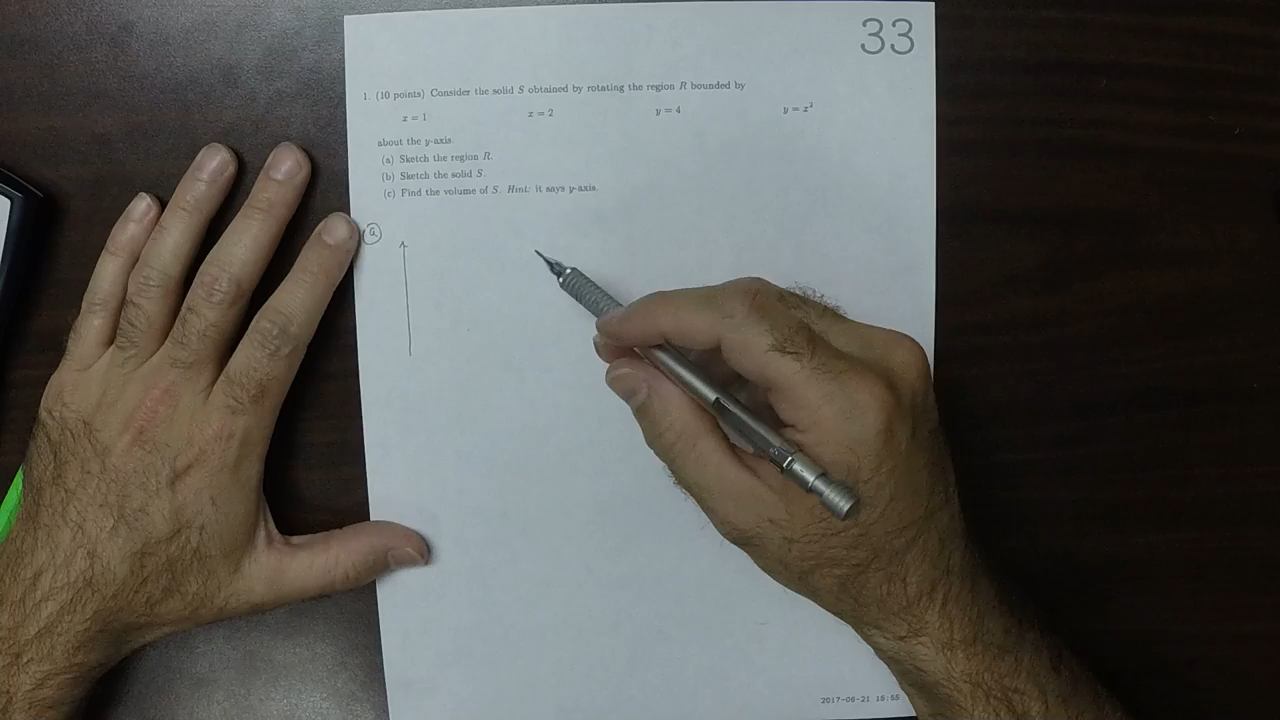 33
1. (10 points) Consider the solid S obtained by rotating the region R bounded by
x = 1 x = 2 y = 4 y = x²
about the y-axis.
(a) Sketch the region R.
(b) Sketch the solid S.
(c) Find the volume of S. Hint: it says y-axis.
a
2017-06-21 15:55